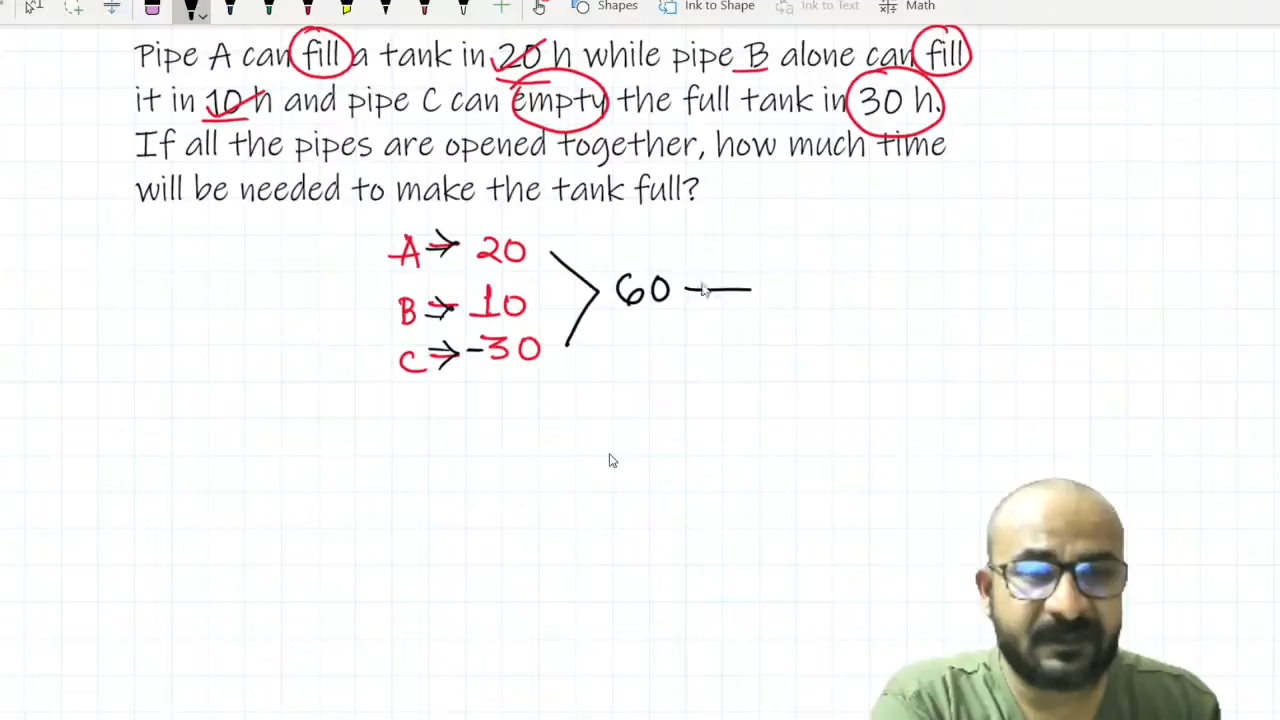 Shapes Ink to Shape Ink to Text Math
Pipe A can fill a tank in 20 h while pipe B alone can fill
it in 10 h and pipe C can empty the full tank in 30 h.
If all the pipes are opened together, how much time
will be needed to make the tank full?
A → 20
B → 10
C → -30
60 —